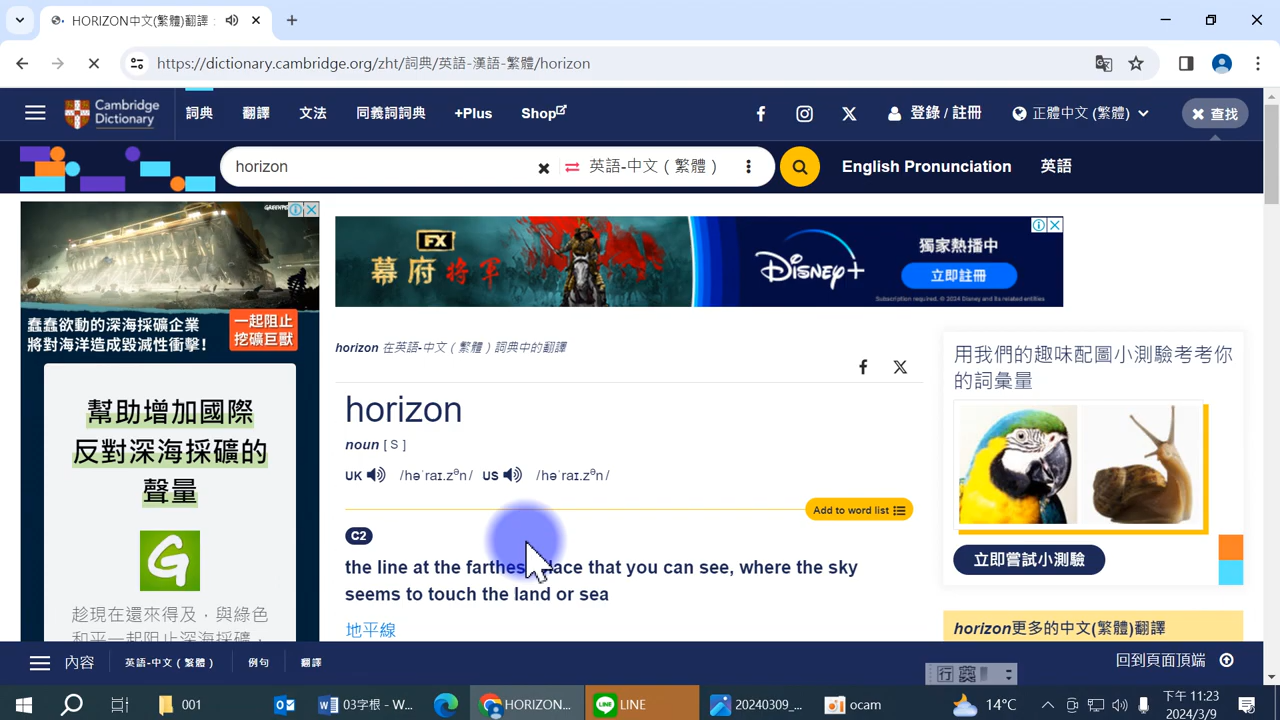 HORIZON中文(繁體)翻譯
https://dictionary.cambridge.org/zht/詞典/英語-漢語-繁體/horizon
Cambridge Dictionary
詞典
翻譯
文法
同義詞詞典
+Plus
Shop
登錄 / 註冊
正體中文 (繁體)
查找
horizon
英語-中文（繁體）
English Pronunciation
英語
GREENPEACE
蠢蠢欲動的深海採礦企業
將對海洋造成毀滅性衝擊!
一起阻止
挖礦巨獸
幫助增加國際
反對深海採礦的
聲量
趁現在還來得及，與綠色
和平一起阻止深海採礦，
FX
幕府將軍
Disney+
獨家熱播中
立即註冊
Subscription required. © 2024 Disney and its related entities
horizon 在英語-中文（繁體）詞典中的翻譯
horizon
noun [ S ]
UK /həˈraɪ.zᵊn/ US /həˈraɪ.zᵊn/
Add to word list
C2
the line at the farthest place that you can see, where the sky
seems to touch the land or sea
地平線
用我們的趣味配圖小測驗考考你
的詞彙量
立即嘗試小測驗
horizon更多的中文(繁體)翻譯
內容
英語-中文（繁體）
例句
翻譯
回到頁面頂端
行 英
001
03字根 - W...
HORIZON...
LINE
20240309_...
ocam
14°C
下午 11:23
2024/3/9